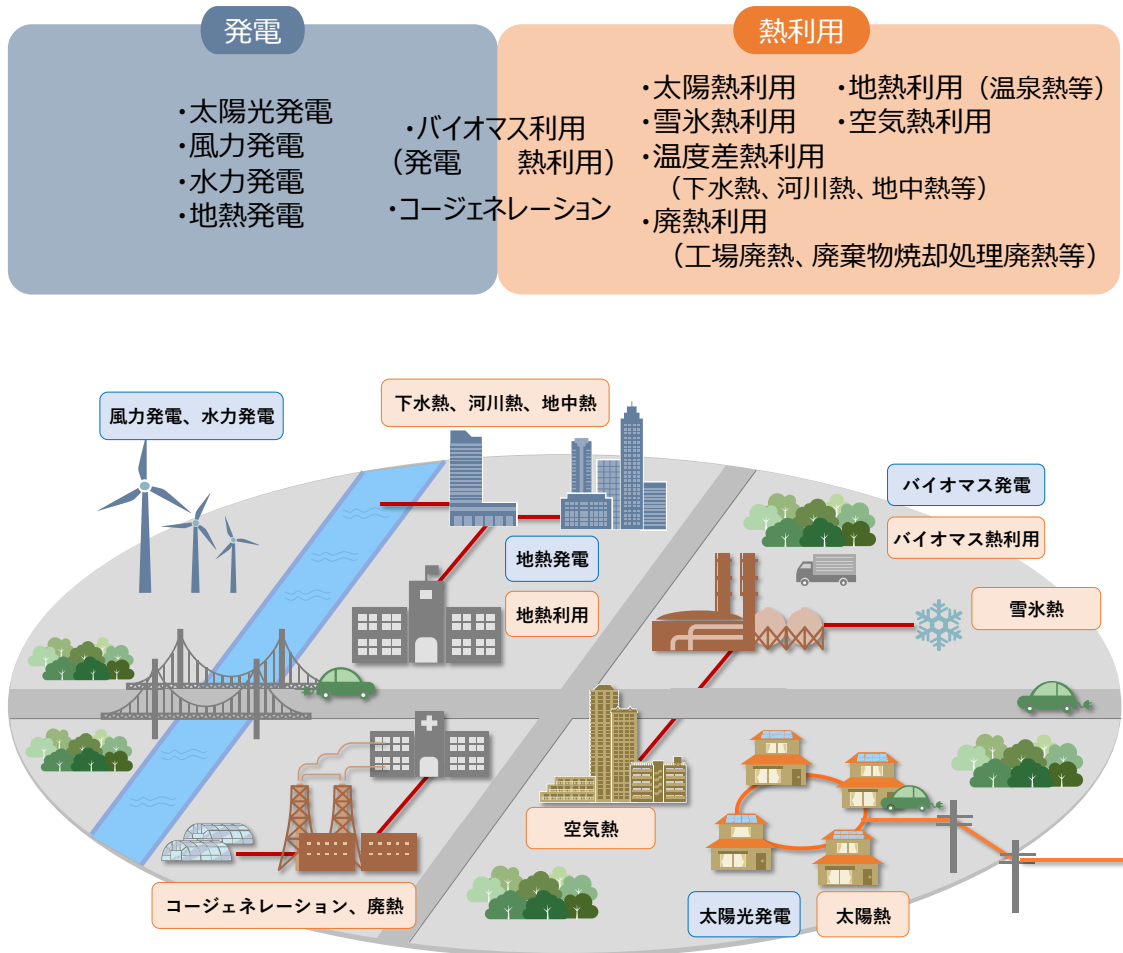 発電
・太陽光発電
・風力発電
・水力発電
・地熱発電
・バイオマス利用
（発電　　熱利用）
・コージェネレーション
熱利用
・太陽熱利用　・地熱利用（温泉熱等）
・雪氷熱利用　・空気熱利用
・温度差熱利用
（下水熱、河川熱、地中熱等）
・廃熱利用
（工場廃熱、廃棄物焼却処理廃熱等）
風力発電、水力発電
下水熱、河川熱、地中熱
バイオマス発電
バイオマス熱利用
地熱発電
地熱利用
雪氷熱
空気熱
コージェネレーション、廃熱
太陽光発電
太陽熱